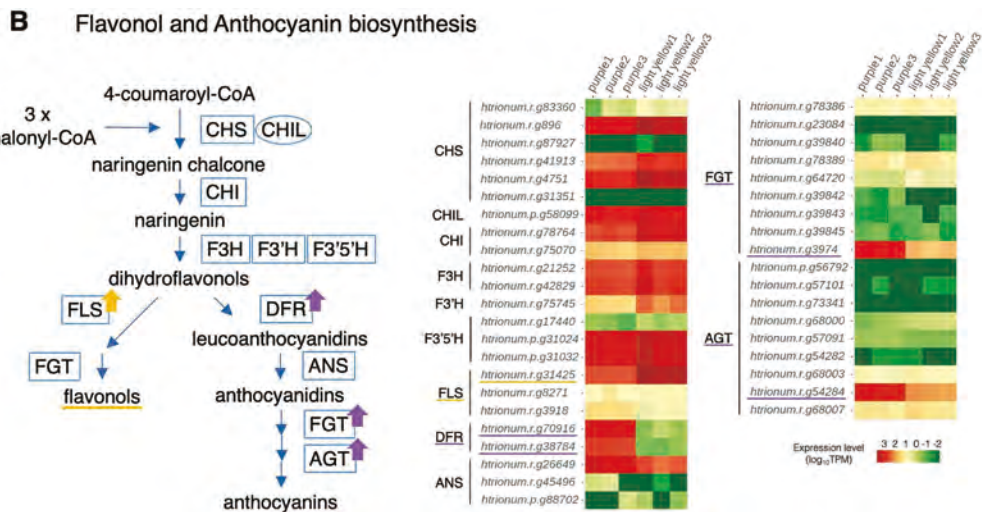 B Flavonol and Anthocyanin biosynthesis
4-coumaroyl-CoA
3 x
alonyl-CoA
CHS
CHIL
naringenin chalcone
CHI
naringenin
F3H
F3'H
F3'5'H
dihydroflavonols
FLS
DFR
leucoanthocyanidins
FGT
ANS
flavonols
anthocyanidins
FGT
AGT
anthocyanins
purple1
purple2
purple3
light yellow1
light yellow2
light yellow3
CHS
htrionum.r.g83360
htrionum.r.g896
htrionum.r.g87927
htrionum.r.g41913
htrionum.r.g4751
htrionum.r.g31351
CHIL
htrionum.p.g58099
CHI
htrionum.r.g78764
htrionum.r.g75070
F3H
htrionum.r.g21252
htrionum.r.g42829
F3'H
htrionum.r.g75745
F3'5'H
htrionum.r.g17440
htrionum.p.g31024
htrionum.p.g31032
FLS
htrionum.r.g31425
htrionum.r.g8271
htrionum.r.g3918
DFR
htrionum.r.g70916
htrionum.r.g38784
ANS
htrionum.r.g26649
htrionum.r.g45496
htrionum.p.g88702
purple1
purple2
purple3
light yellow1
light yellow2
light yellow3
FGT
htrionum.r.g78386
htrionum.r.g23084
htrionum.r.g39840
htrionum.r.g78389
htrionum.r.g64720
htrionum.r.g39842
htrionum.r.g39843
htrionum.r.g39845
htrionum.r.g3974
AGT
htrionum.p.g56792
htrionum.r.g57101
htrionum.r.g73341
htrionum.r.g68000
htrionum.r.g57091
htrionum.r.g54282
htrionum.r.g68003
htrionum.r.g54284
htrionum.r.g68007
Expression level
(log₁₀TPM)
3 2 1 0 -1 -2